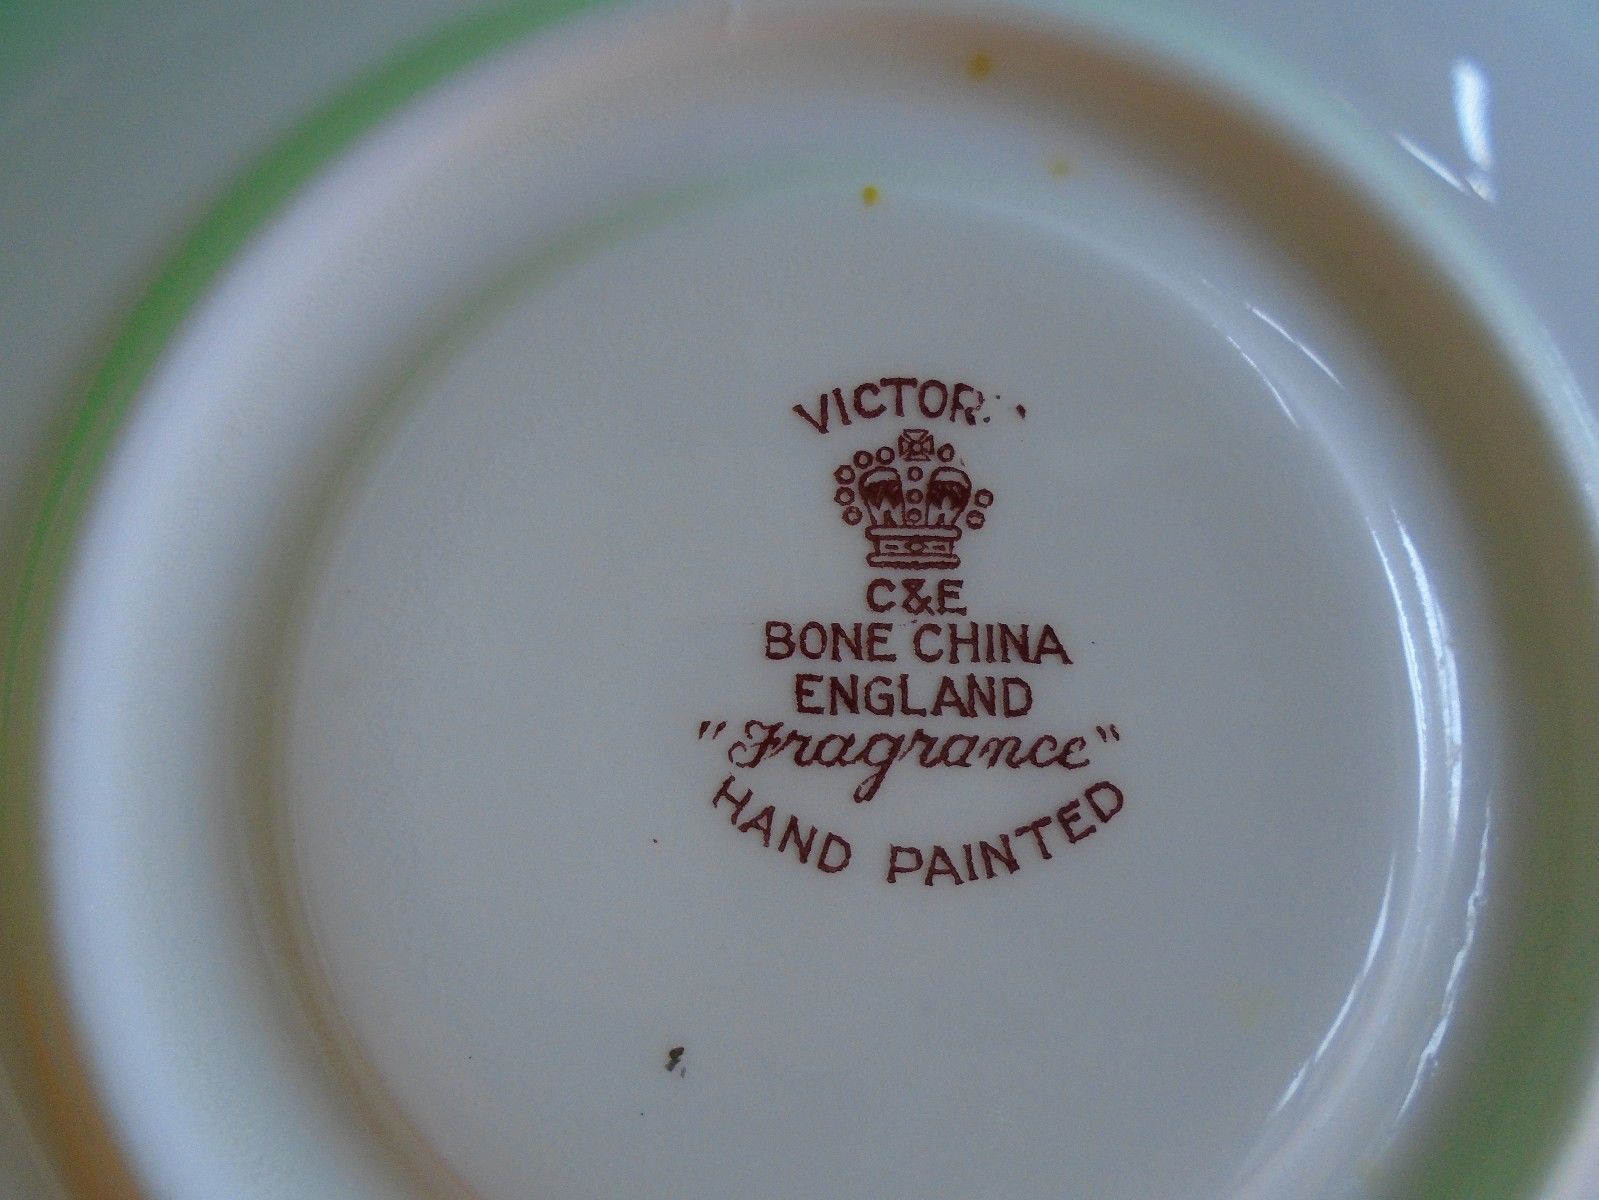 VICTOR
C&E
BONE CHINA
ENGLAND
"Fragrance"
HAND PAINTED